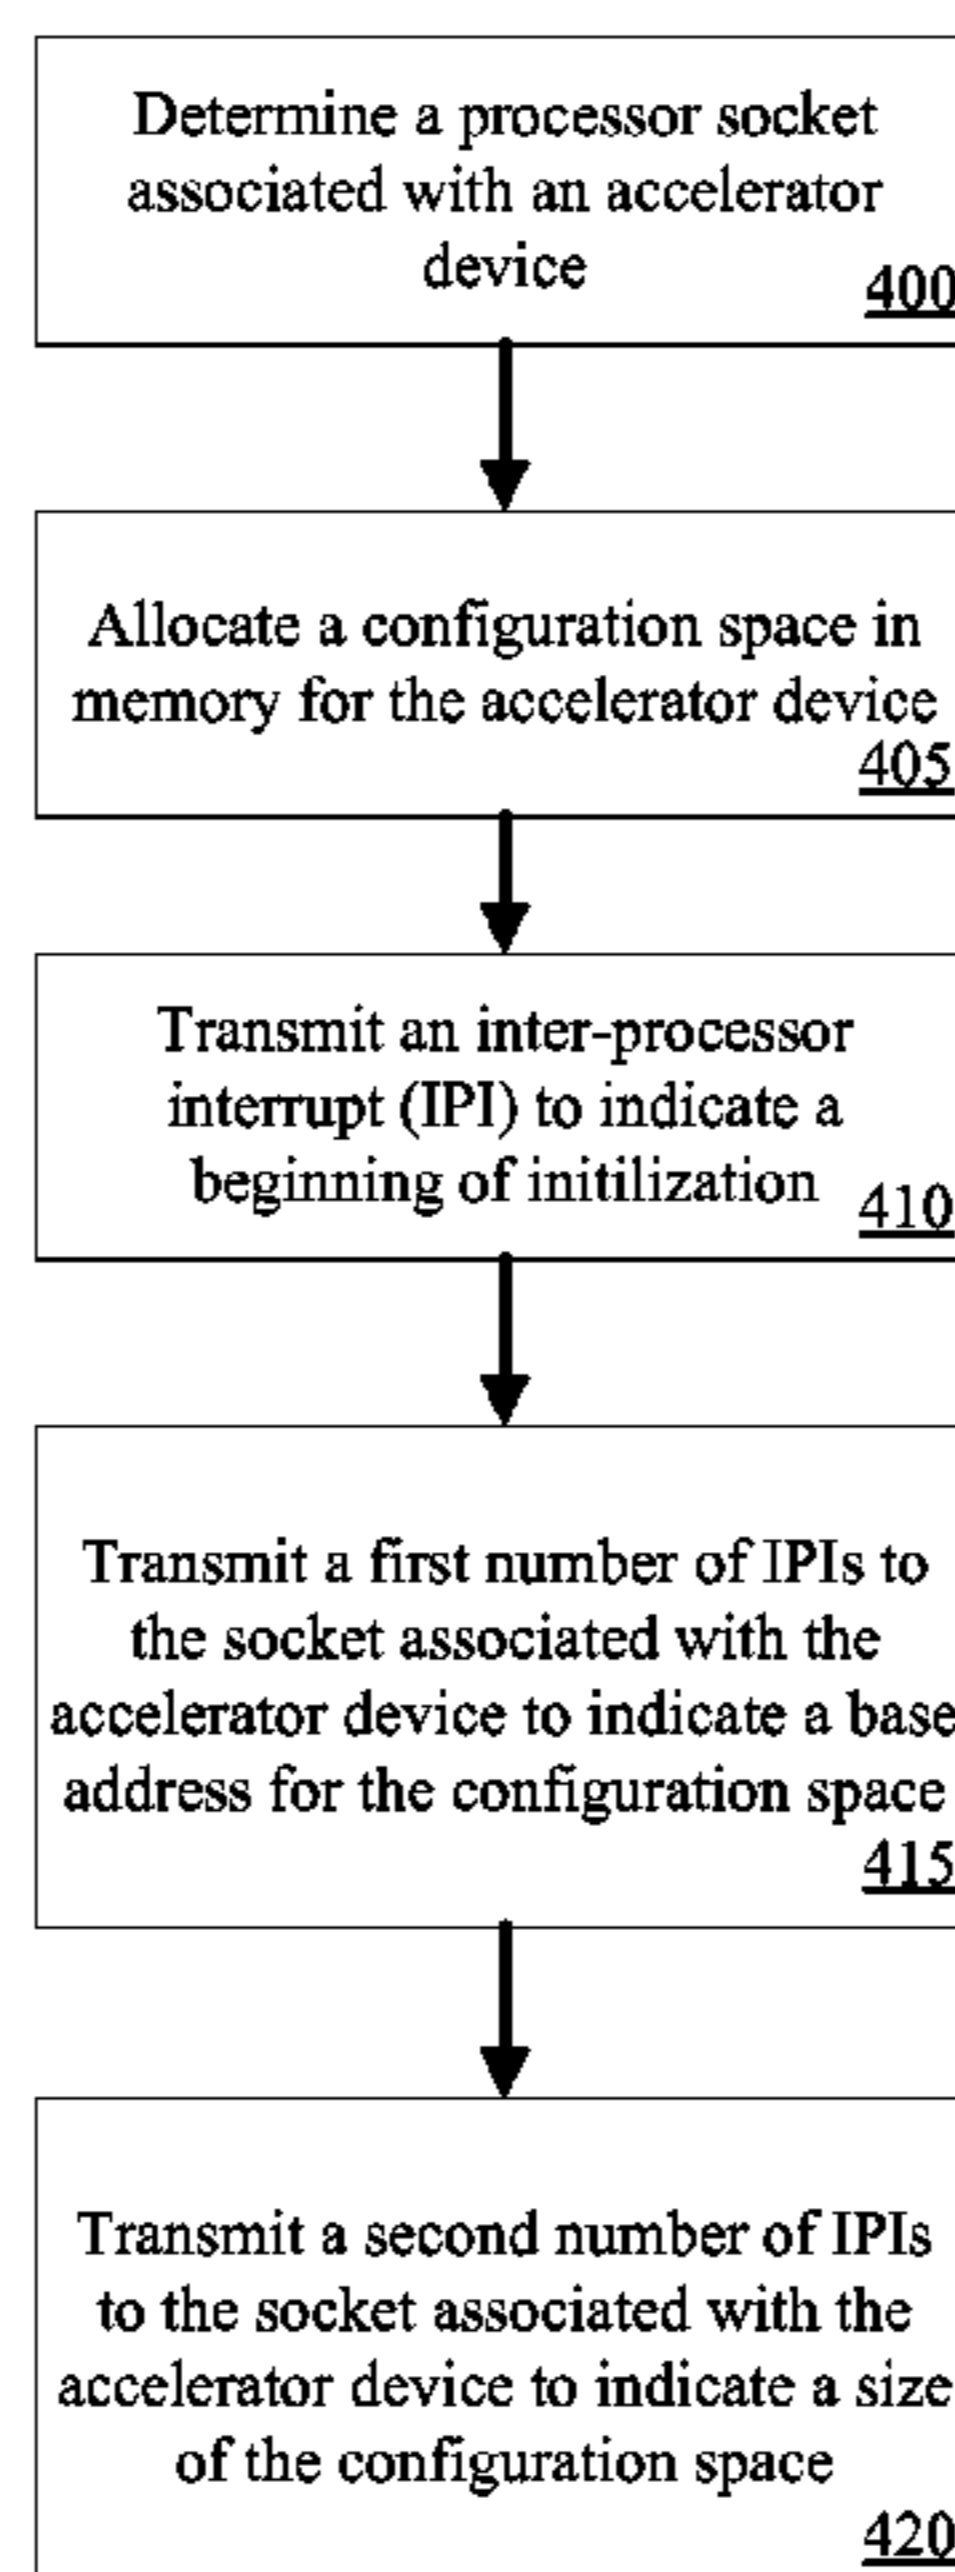 Determine a processor socket
associated with an accelerator
device
400
Allocate a configuration space in
memory for the accelerator device
405
Transmit an inter-processor
interrupt (IPI) to indicate a
beginning of initilization
410
Transmit a first number of IPIs to
the socket associated with the
accelerator device to indicate a base
address for the configuration space
415
Transmit a second number of IPIs
to the socket associated with the
accelerator device to indicate a size
of the configuration space
420